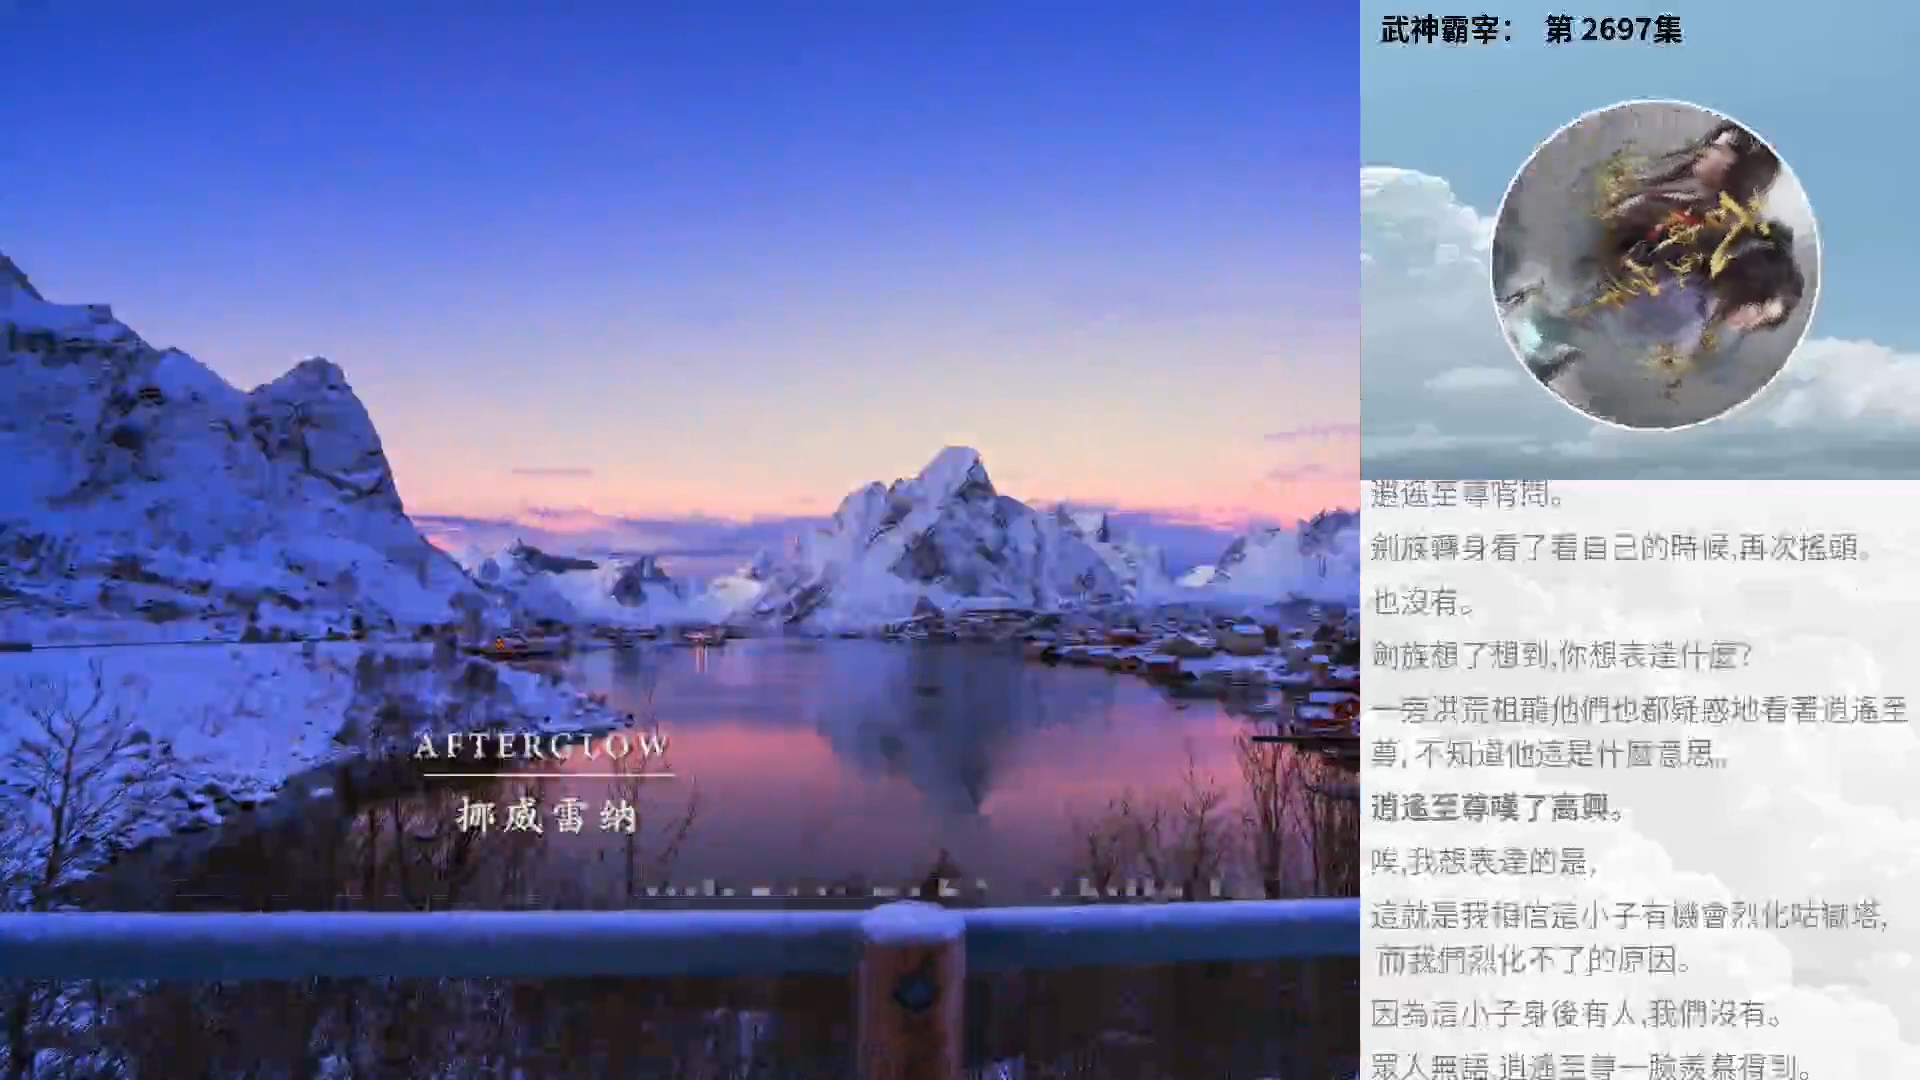 武神霸宰： 第 2697集
AFTERGLOW
挪威雷纳
逍遙至尊背問。
劍族轉身看了看自己的時候,再次搖頭。
也沒有。
劍族想了想到,你想表達什麼?
一旁洪荒祖龍他們也都疑惑地看著逍遙至
尊, 不知道他這是什麼意思。
逍遙至尊嘆了高興。
唉,我想表達的是,
這就是我相信這小子有機會烈化咕獄塔,
而我們烈化不了的原因。
因為這小子身後有人,我們沒有。
眾人無語,逍遙至尊一臉羨慕得到。